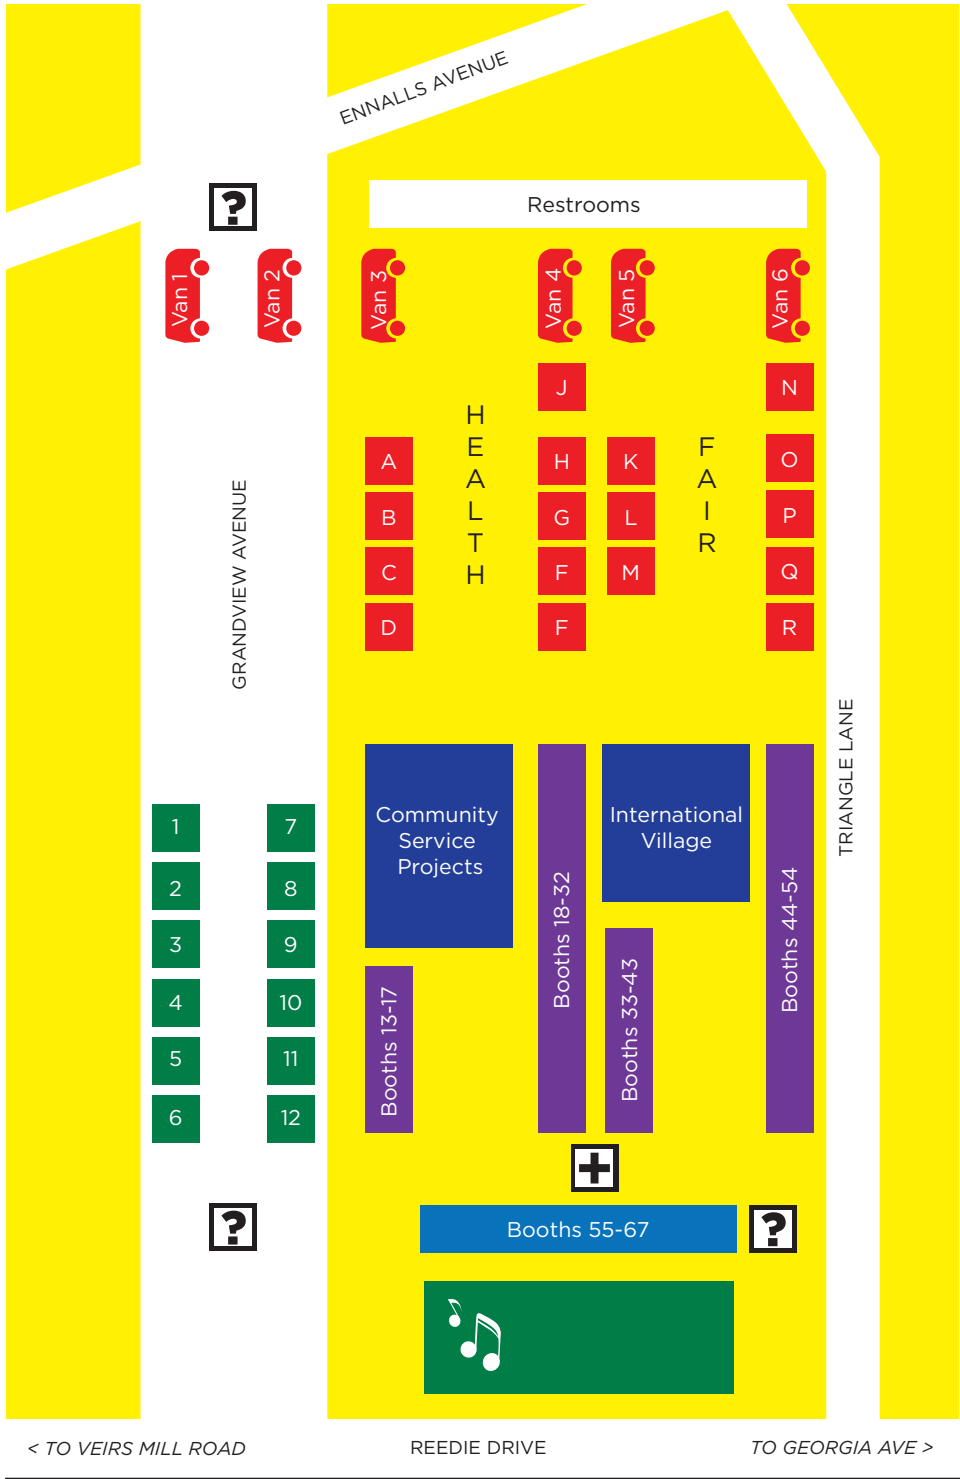 ENNALLS AVENUE
?
Restrooms
Van 1
Van 2
Van 3
Van 4
Van 5
Van 6
J
N
HEALTH
FAIR
A
H
K
O
B
G
L
P
C
F
M
Q
D
F
R
GRANDVIEW AVENUE
TRIANGLE LANE
Community
Service
Projects
International
Village
1
7
2
8
3
9
4
10
5
11
6
12
Booths 13-17
Booths 18-32
Booths 33-43
Booths 44-54
?
Booths 55-67
?
< TO VEIRS MILL ROAD
REEDIE DRIVE
TO GEORGIA AVE >